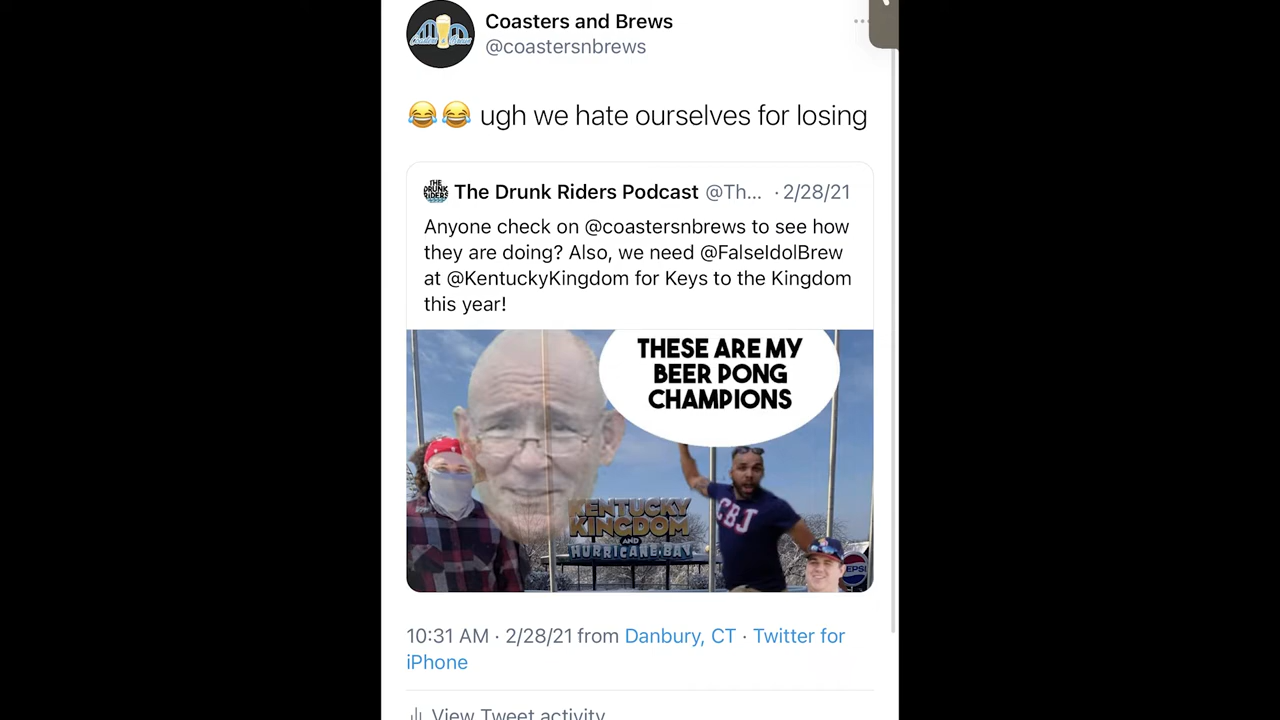 Coasters and Brews
@coastersnbrews
😂😂 ugh we hate ourselves for losing
The Drunk Riders Podcast @Th... · 2/28/21
Anyone check on @coastersnbrews to see how
they are doing? Also, we need @FalseIdolBrew
at @KentuckyKingdom for Keys to the Kingdom
this year!
THESE ARE MY
BEER PONG
CHAMPIONS
KENTUCKY
KINGDOM
AND
HURRICANE BAY
CBJ
PEPSI
10:31 AM · 2/28/21 from Danbury, CT · Twitter for
iPhone
View Tweet activity